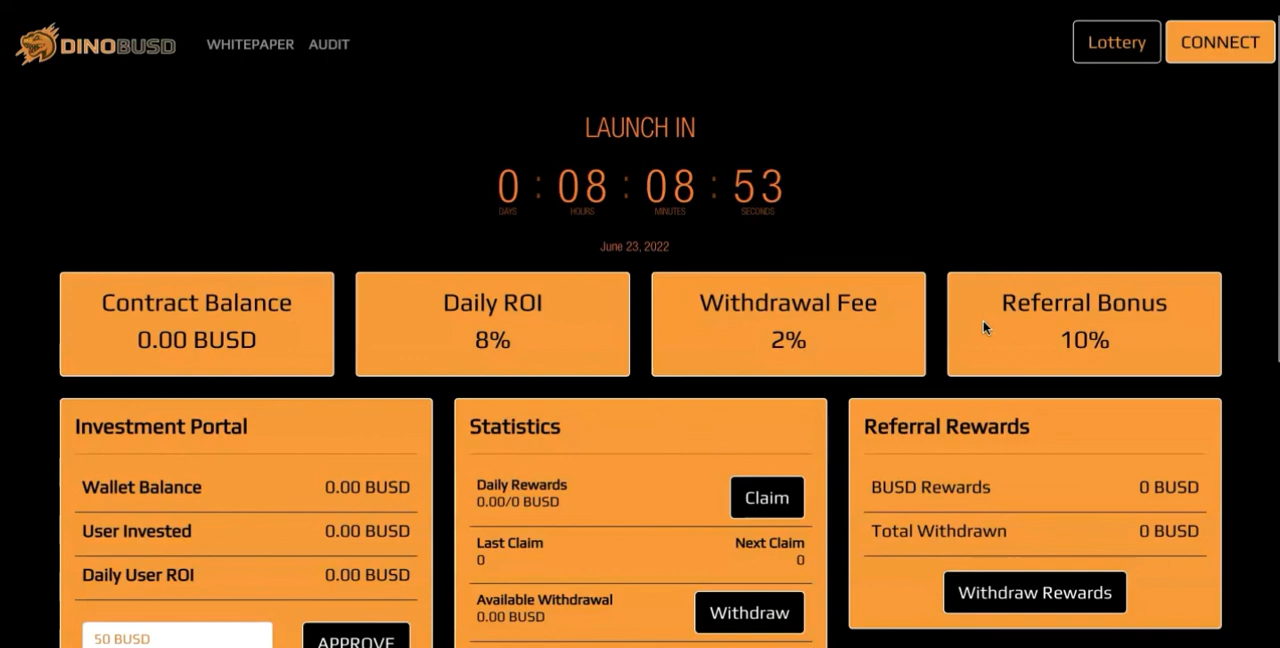 DINOBUSD WHITEPAPER AUDIT Lottery CONNECT
LAUNCH IN
0 : 08 : 08 : 53
DAYS HOURS MINUTES SECONDS
June 23, 2022
Contract Balance
0.00 BUSD
Daily ROI
8%
Withdrawal Fee
2%
Referral Bonus
10%
Investment Portal
Wallet Balance 0.00 BUSD
User Invested 0.00 BUSD
Daily User ROI 0.00 BUSD
50 BUSD APPROVE
Statistics
Daily Rewards
0.00/0 BUSD
Claim
Last Claim Next Claim
0 0
Available Withdrawal
0.00 BUSD
Withdraw
Referral Rewards
BUSD Rewards 0 BUSD
Total Withdrawn 0 BUSD
Withdraw Rewards